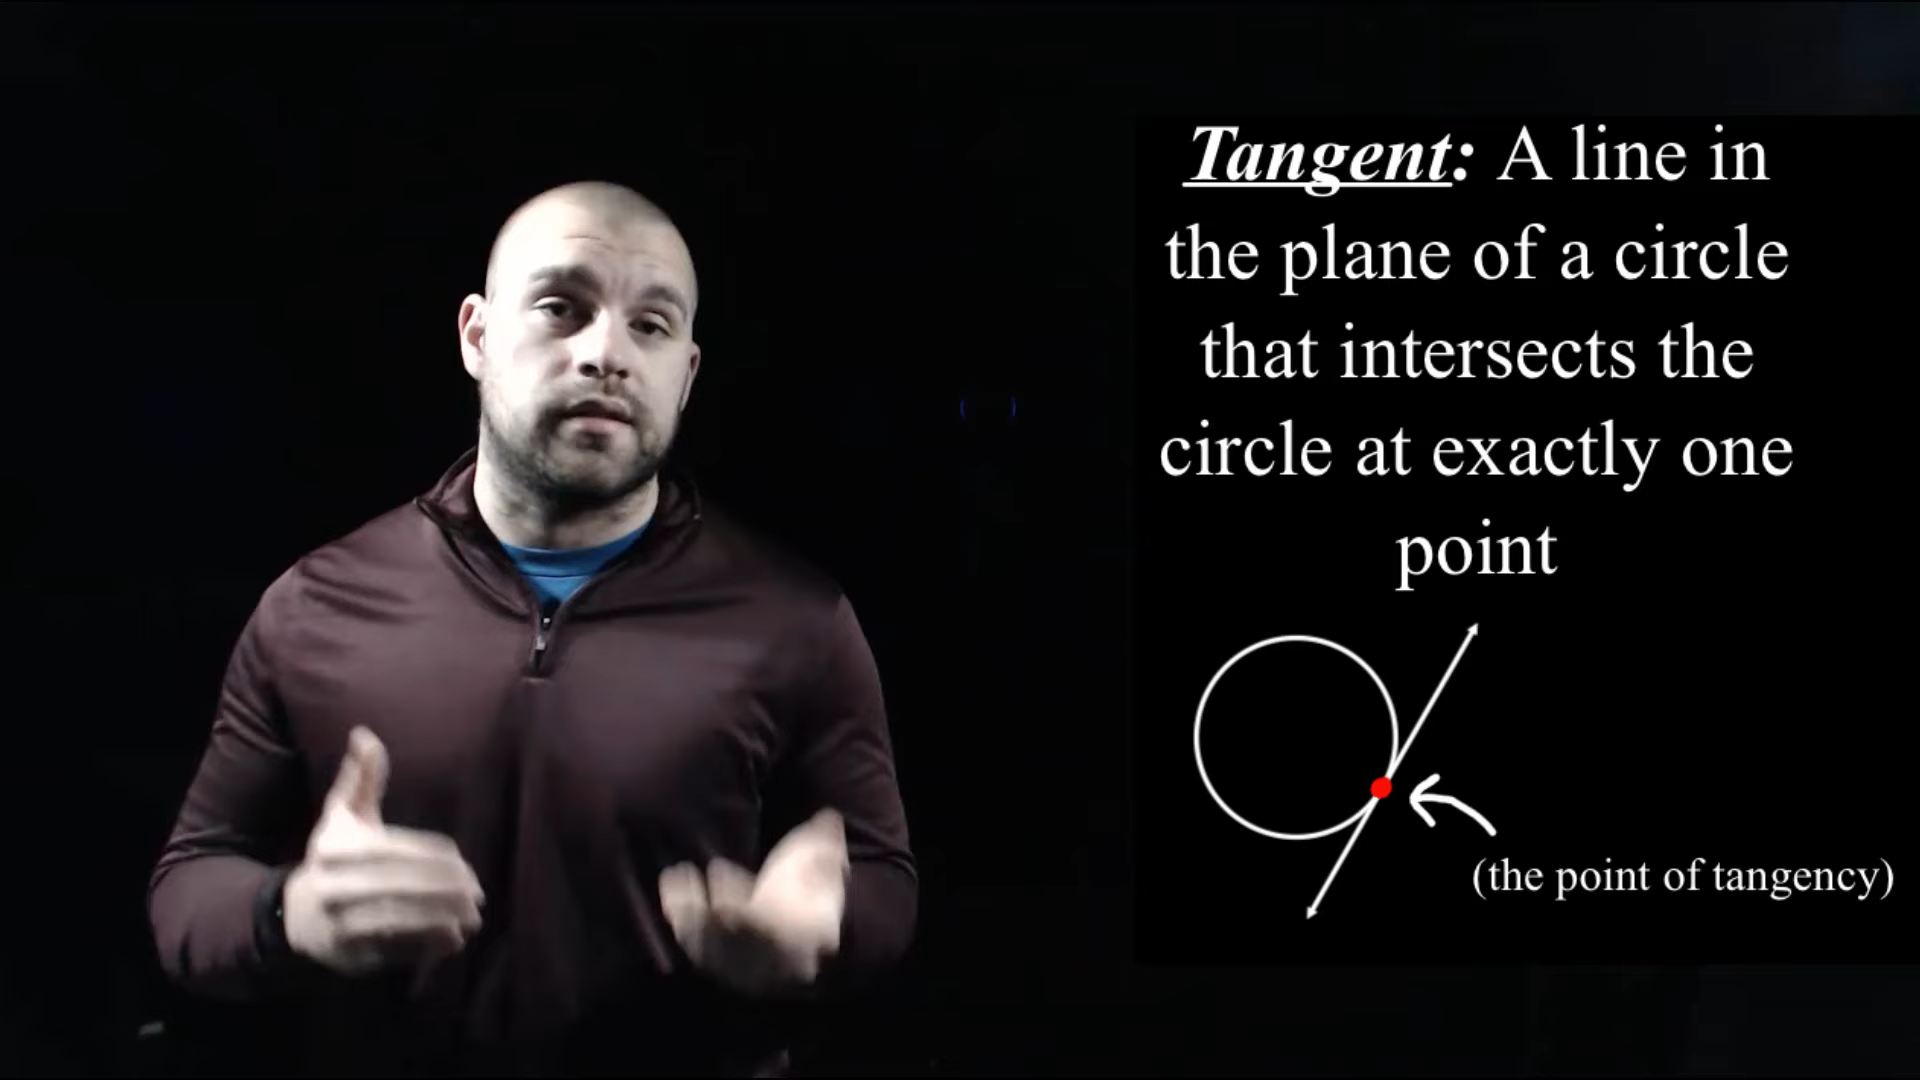 Tangent: A line in
the plane of a circle
that intersects the
circle at exactly one
point
(the point of tangency)